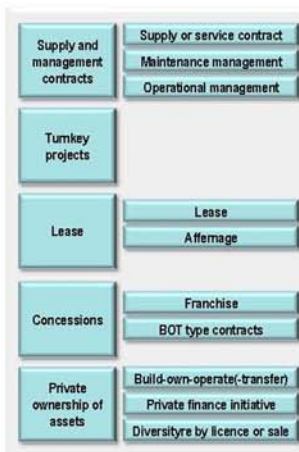 Supply and
management
contracts
Supply or service contract
Maintenance management
Operational management
Turnkey
projects
Lease
Lease
Affermage
Concessions
Franchise
BOT type contracts
Private
ownership of
assets
Build-own-operate(-transfer)
Private finance initiative
Diversityre by licence or sale